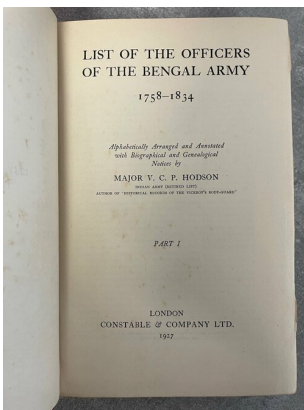 LIST OF THE OFFICERS
OF THE BENGAL ARMY
1758–1834
Alphabetically Arranged and Annotated
with Biographical and Genealogical
Notices by
MAJOR V. C. P. HODSON
INDIAN ARMY (RETIRED LIST)
AUTHOR OF "HISTORICAL RECORDS OF THE VICEROY'S BODY-GUARD"
PART I
LONDON
CONSTABLE & COMPANY LTD.
1927